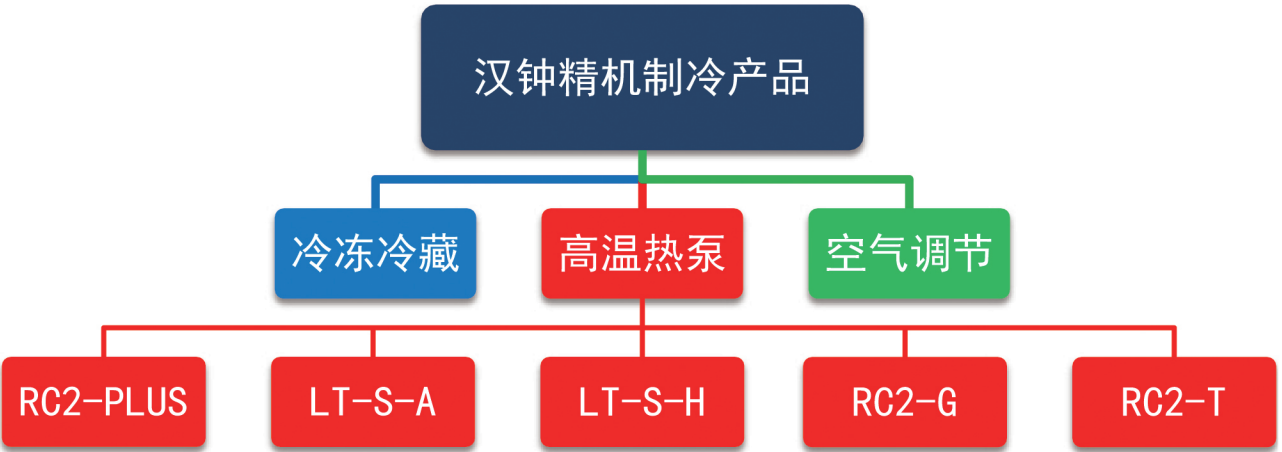 汉钟精机制冷产品
冷冻冷藏
高温热泵
空气调节
RC2-PLUS
LT-S-A
LT-S-H
RC2-G
RC2-T